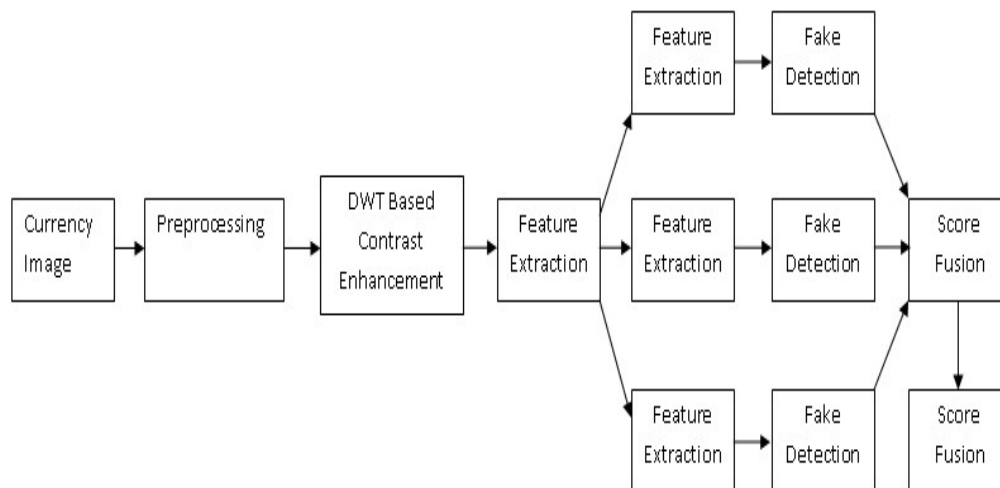 Currency
Image
Preprocessing
DWT Based
Contrast
Enhancement
Feature
Extraction
Feature
Extraction
Fake
Detection
Feature
Extraction
Fake
Detection
Feature
Extraction
Fake
Detection
Score
Fusion
Score
Fusion